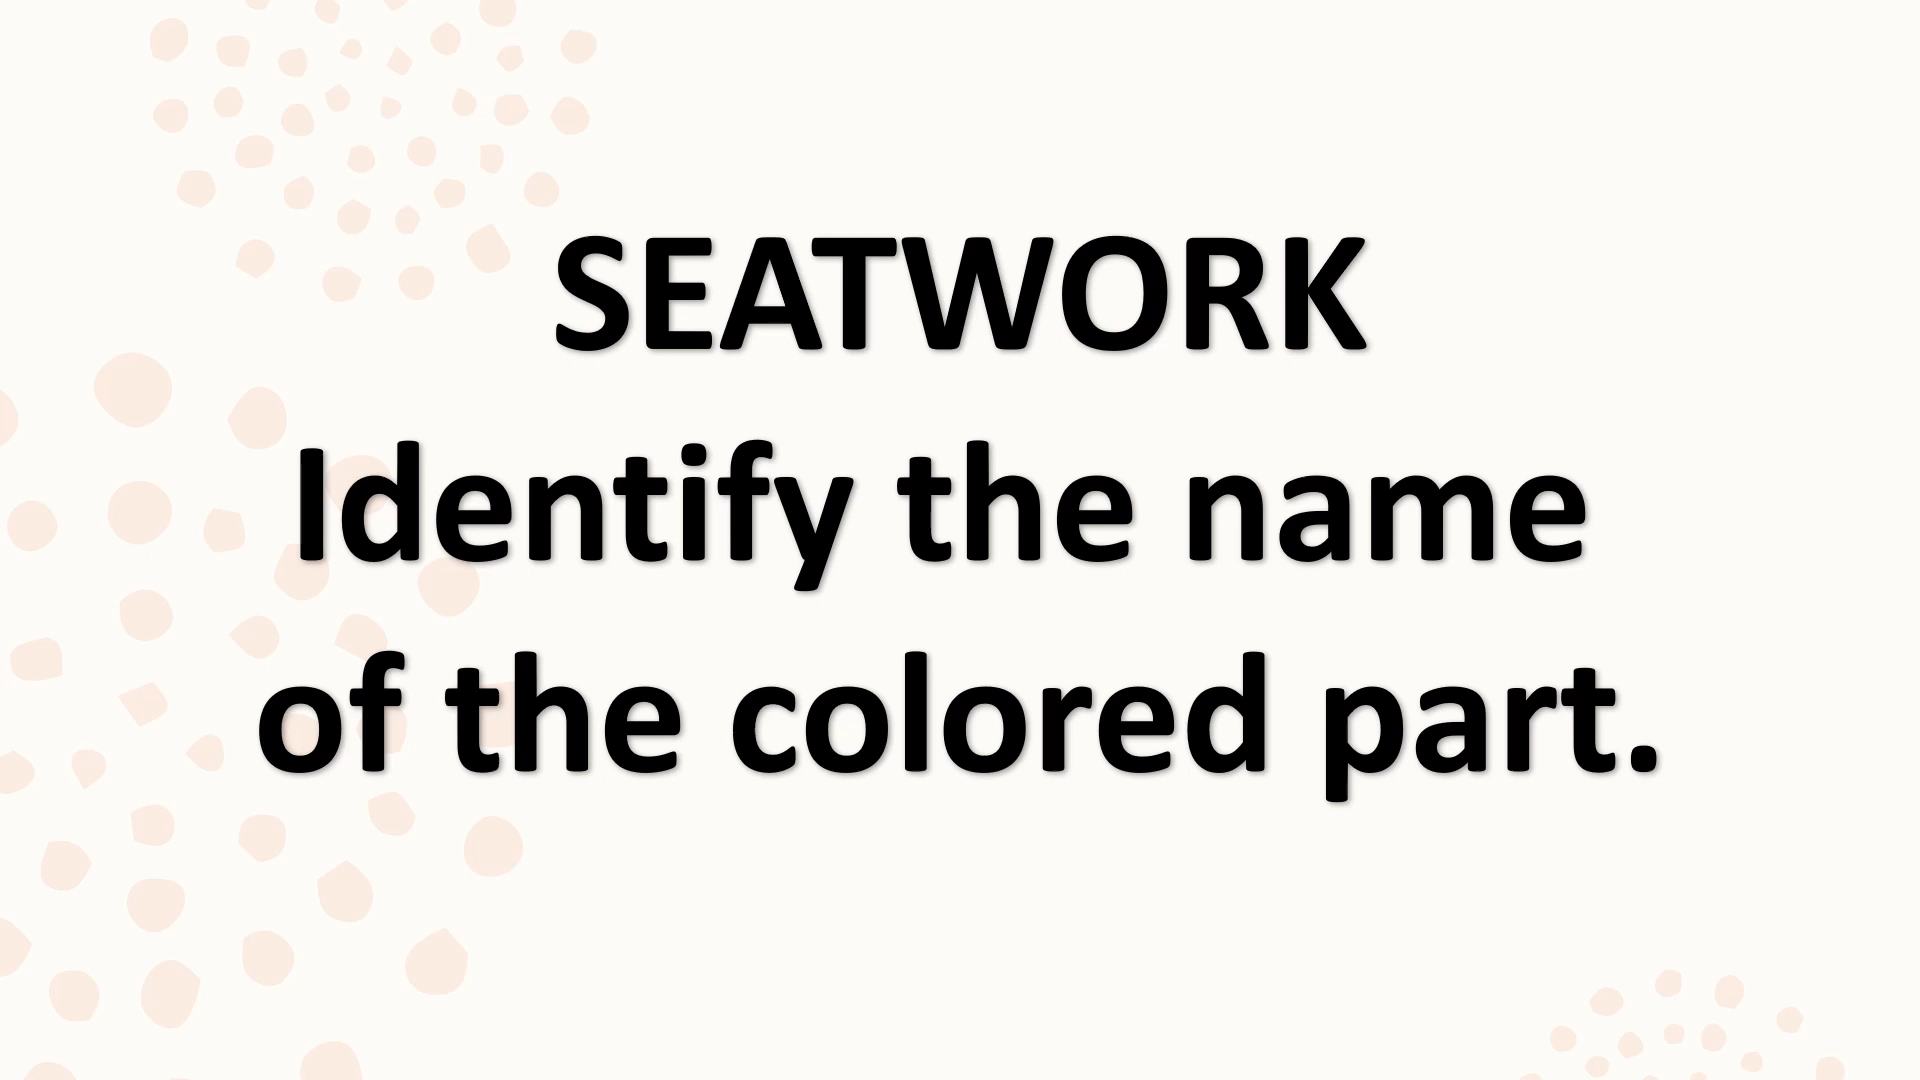 SEATWORK
Identify the name
of the colored part.